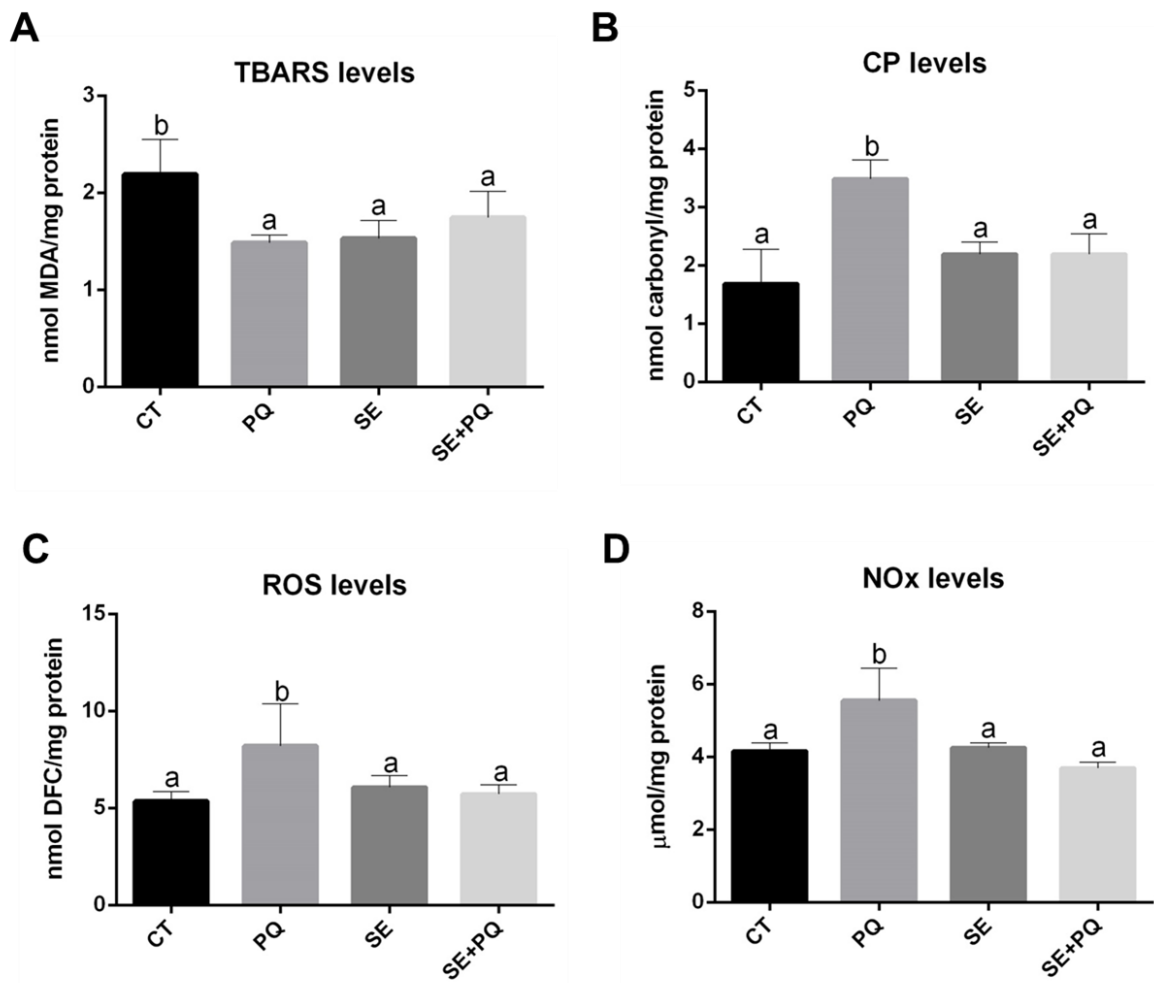 A
TBARS levels
nmol MDA/mg protein
3
2
1
0
b
a
a
a
CT
PQ
SE
SE+PQ
B
CP levels
nmol carbonyl/mg protein
5
4
3
2
1
0
a
b
a
a
CT
PQ
SE
SE+PQ
C
ROS levels
nmol DFC/mg protein
15
10
5
0
a
b
a
a
CT
PQ
SE
SE+PQ
D
NOx levels
µmol/mg protein
8
6
4
2
0
a
b
a
a
CT
PQ
SE
SE+PQ